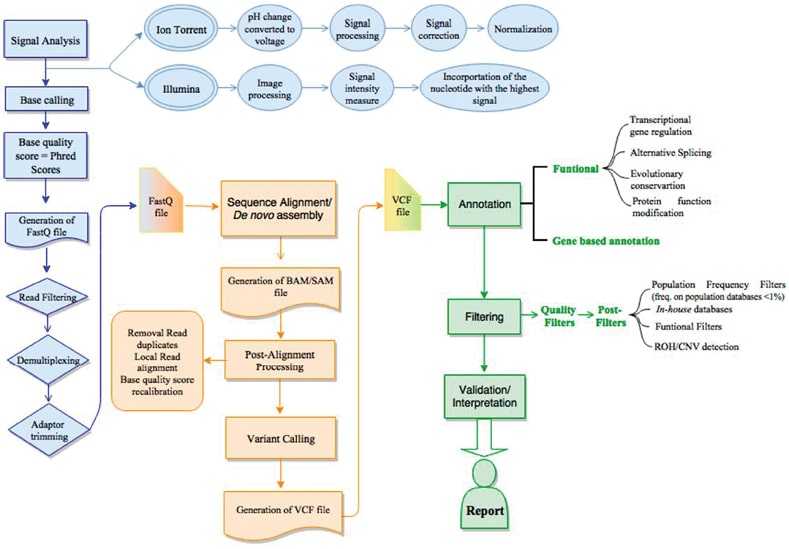 Signal Analysis
Ion Torrent
pH change
converted to
voltage
Signal
processing
Signal
correction
Normalization
Illumina
Image
processing
Signal
intensity
measure
Incorportation of the
nucleotide with the highest
signal
Base calling
Base quality
score = Phred
Scores
Generation of
FastQ file
Read Filtering
Demultiplexing
Adaptor
trimming
FastQ
file
Sequence Alignment/
De novo assembly
Generation of BAM/SAM
file
Post-Alignment
Processing
Removal Read
duplicates
Local Read
alignment
Base quality score
recalibration
Variant Calling
Generation of VCF file
VCF
file
Annotation
Funtional
Transcriptional
gene regulation
Alternative Splicing
Evolutionary
conservartion
Protein function
modification
Gene based annotation
Filtering
Quality
Filters
Post-
Filters
Population Frequency Filters
(freq. on population databases <1%)
In-house databases
Funtional Filters
ROH/CNV detection
Validation/
Interpretation
Report